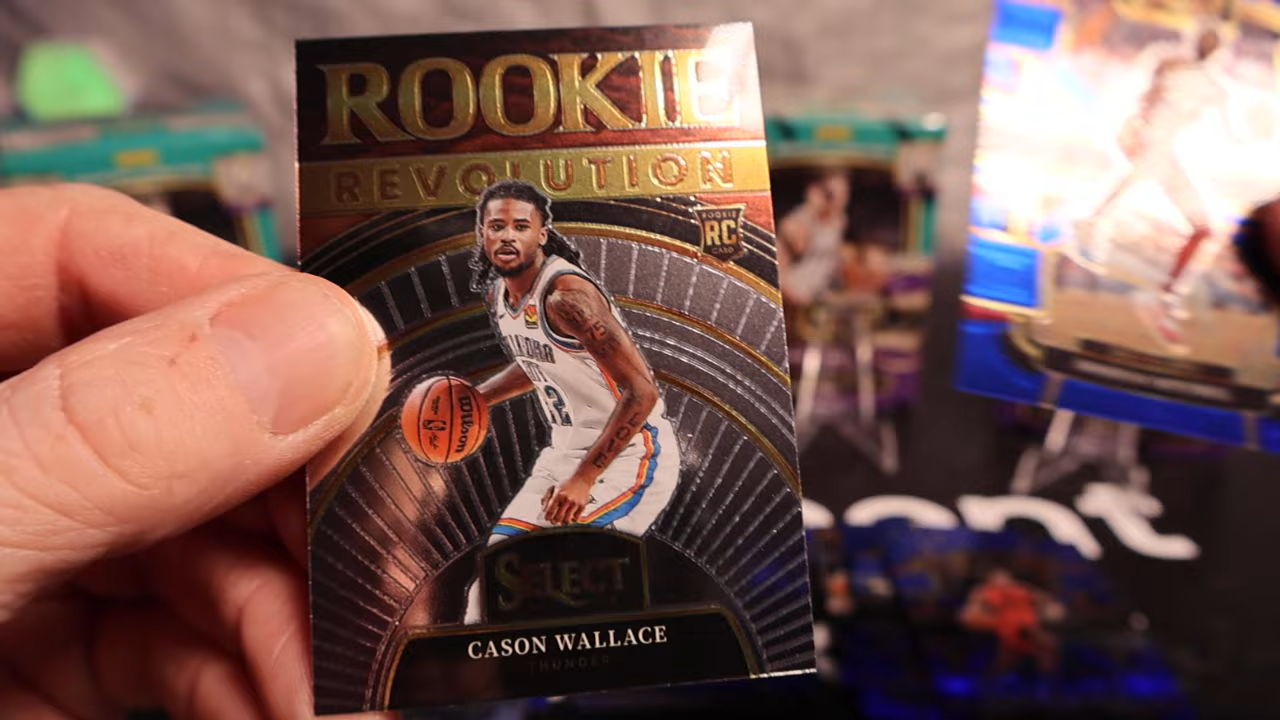 ROOKIE
REVOLUTION
ROOKIE
RC
CARD
Wilson
SELECT
CASON WALLACE
THUNDER